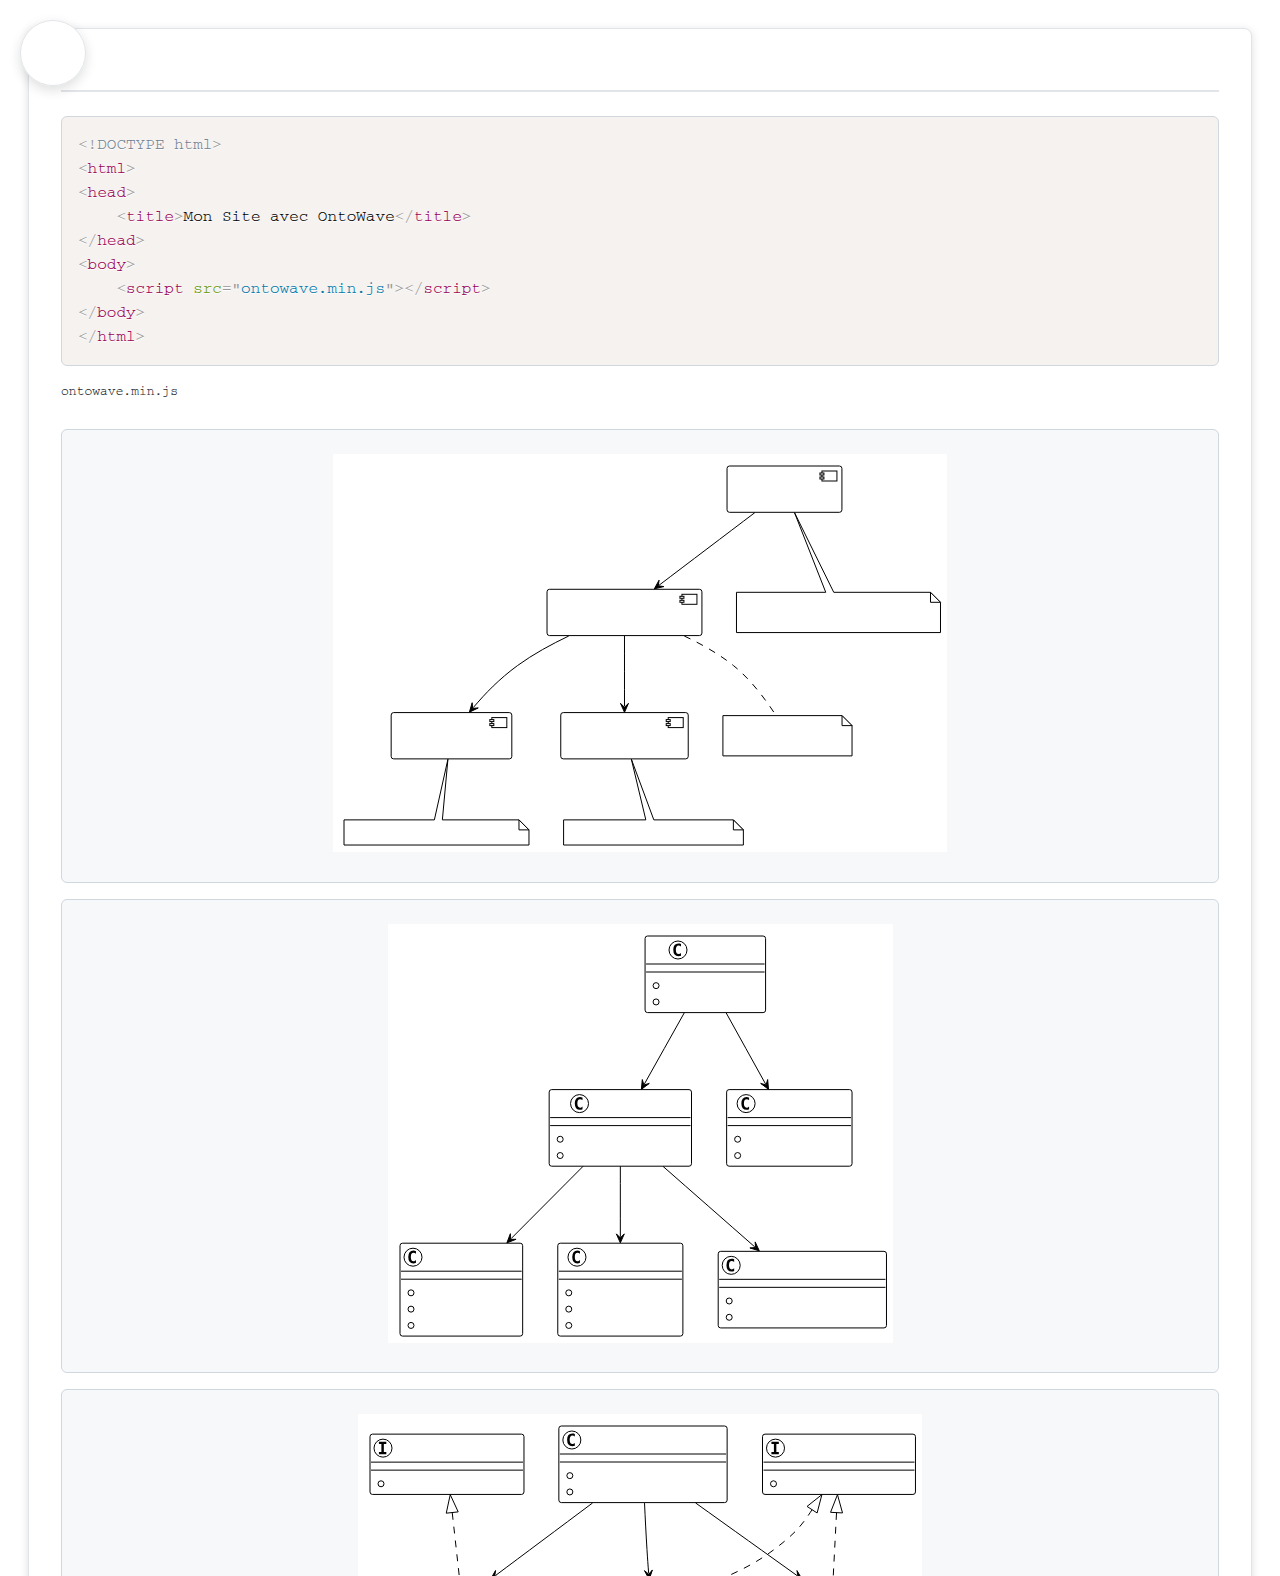 <!DOCTYPE html>
<html>
<head>
    <title>Mon Site avec OntoWave</title>
</head>
<body>
    <script src="ontowave.min.js"></script>
</body>
</html>
ontowave.min.js
C
C
C
C
C
C
I
C
I